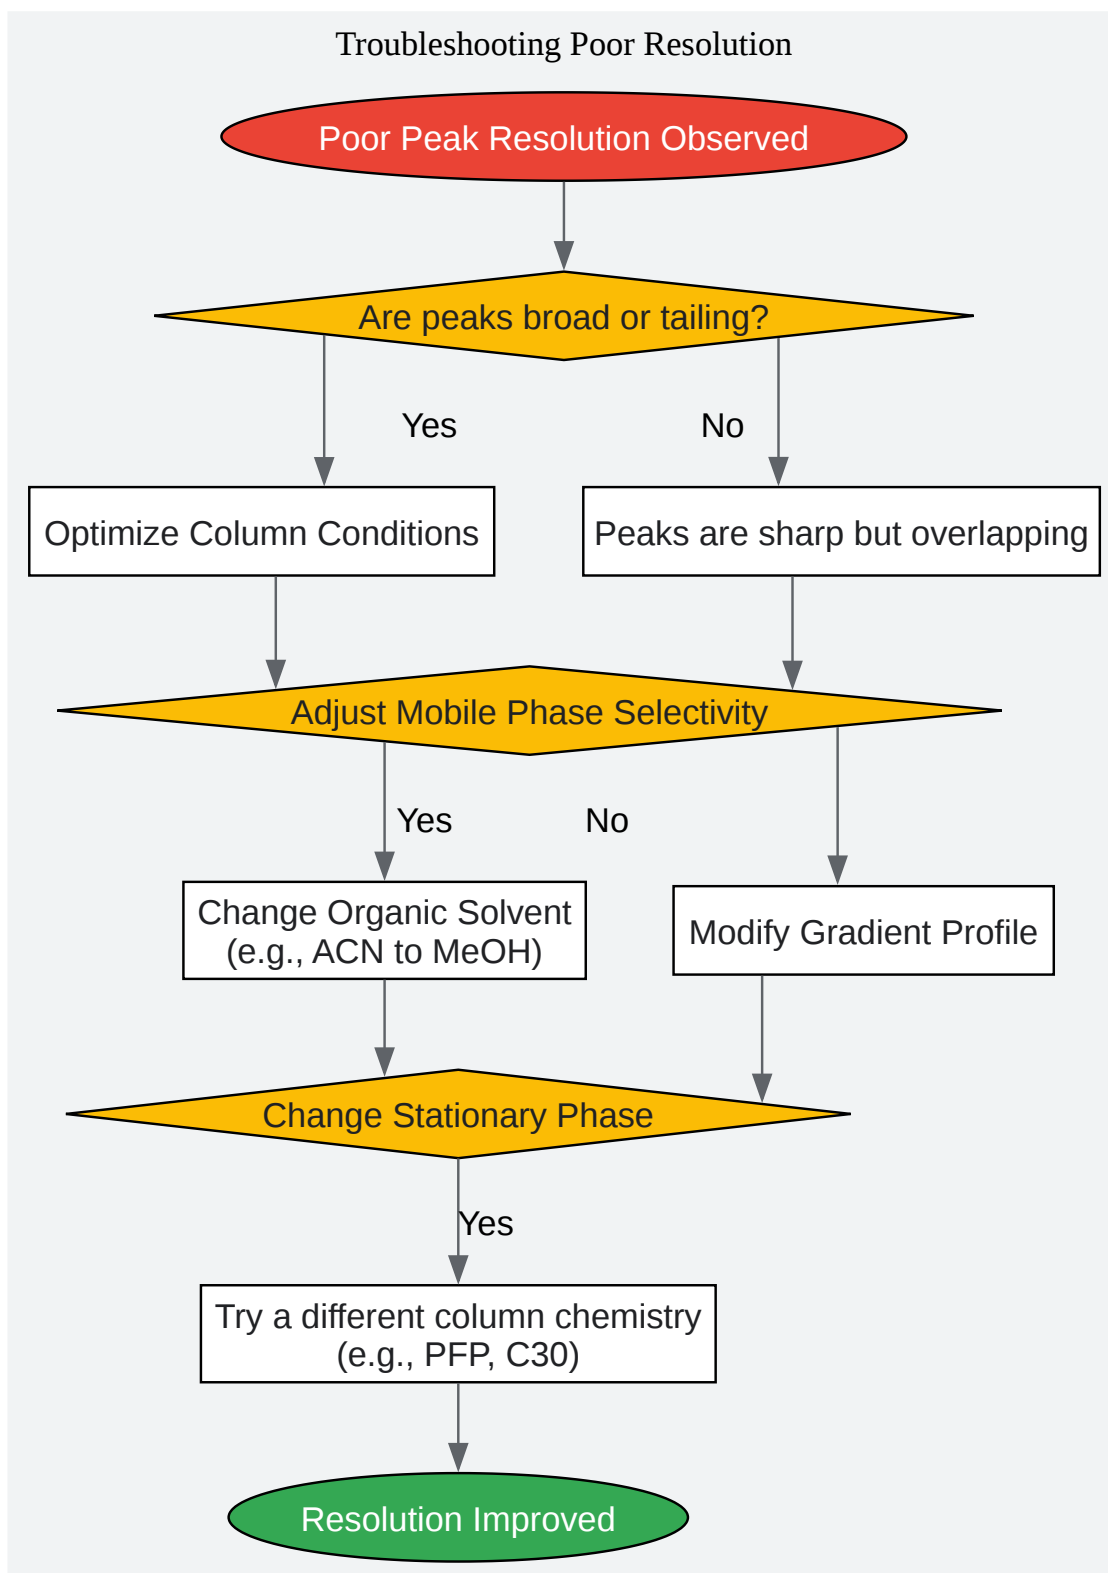 Troubleshooting Poor Resolution
Poor Peak Resolution Observed
Are peaks broad or tailing?
Yes
No
Optimize Column Conditions
Peaks are sharp but overlapping
Adjust Mobile Phase Selectivity
Yes
No
Change Organic Solvent
(e.g., ACN to MeOH)
Modify Gradient Profile
Change Stationary Phase
Yes
Try a different column chemistry
(e.g., PFP, C30)
Resolution Improved